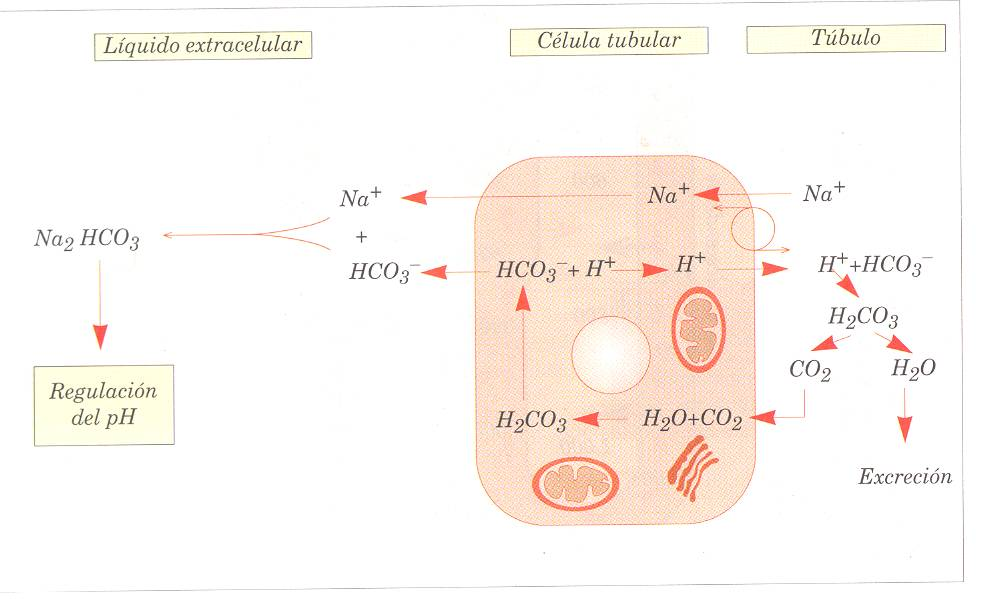 Líquido extracelular
Célula tubular
Túbulo
Na⁺
Na⁺
Na⁺
Na₂ HCO₃
+
HCO₃⁻
HCO₃⁻ + H⁺
H⁺
H⁺+HCO₃⁻
H₂CO₃
CO₂
H₂O
Regulación
del pH
H₂CO₃
H₂O+CO₂
Excreción